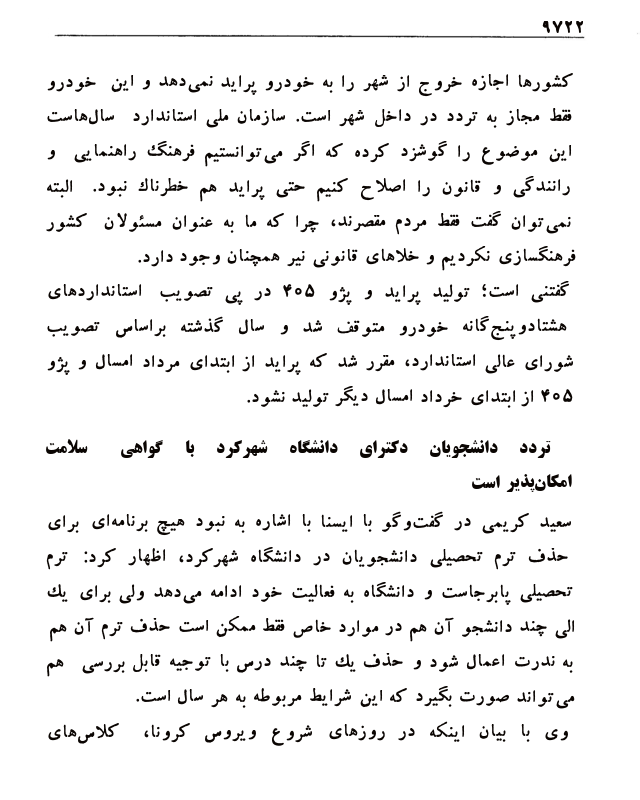 ۹۷۲۲
کشورها اجازه خروج از شهر را به خودرو پراید نمی‌دهد و این خودرو
فقط مجاز به تردد در داخل شهر است. سازمان ملی استاندارد سال‌هاست
این موضوع را گوشزد کرده که اگر می‌توانستیم فرهنگ راهنمایی و
رانندگی و قانون را اصلاح کنیم حتی پراید هم خطرناک نبود. البته
نمی‌توان گفت فقط مردم مقصرند، چرا که ما به عنوان مسئولان کشور
فرهنگسازی نکردیم و خلاهای قانونی نیر همچنان وجود دارد.
گفتنی است؛ تولید پراید و پژو ۴۰۵ در پی تصویب استانداردهای
هشتادوپنج‌گانه خودرو متوقف شد و سال گذشته براساس تصویب
شورای عالی استاندارد، مقرر شد که پراید از ابتدای مرداد امسال و پژو
۴۰۵ از ابتدای خرداد امسال دیگر تولید نشود.
تردد دانشجویان دکترای دانشگاه شهرکرد با گواهی سلامت
امکان‌پذیر است
سعید کریمی در گفت‌وگو با ایسنا با اشاره به نبود هیچ برنامه‌ای برای
حذف ترم تحصیلی دانشجویان در دانشگاه شهرکرد، اظهار کرد: ترم
تحصیلی پابرجاست و دانشگاه به فعالیت خود ادامه می‌دهد ولی برای یک
الی چند دانشجو آن هم در موارد خاص فقط ممکن است حذف ترم آن هم
به ندرت اعمال شود و حذف یک تا چند درس با توجیه قابل بررسی هم
می‌تواند صورت بگیرد که این شرایط مربوطه به هر سال است.
وی با بیان اینکه در روزهای شروع ویروس کرونا، کلاس‌های